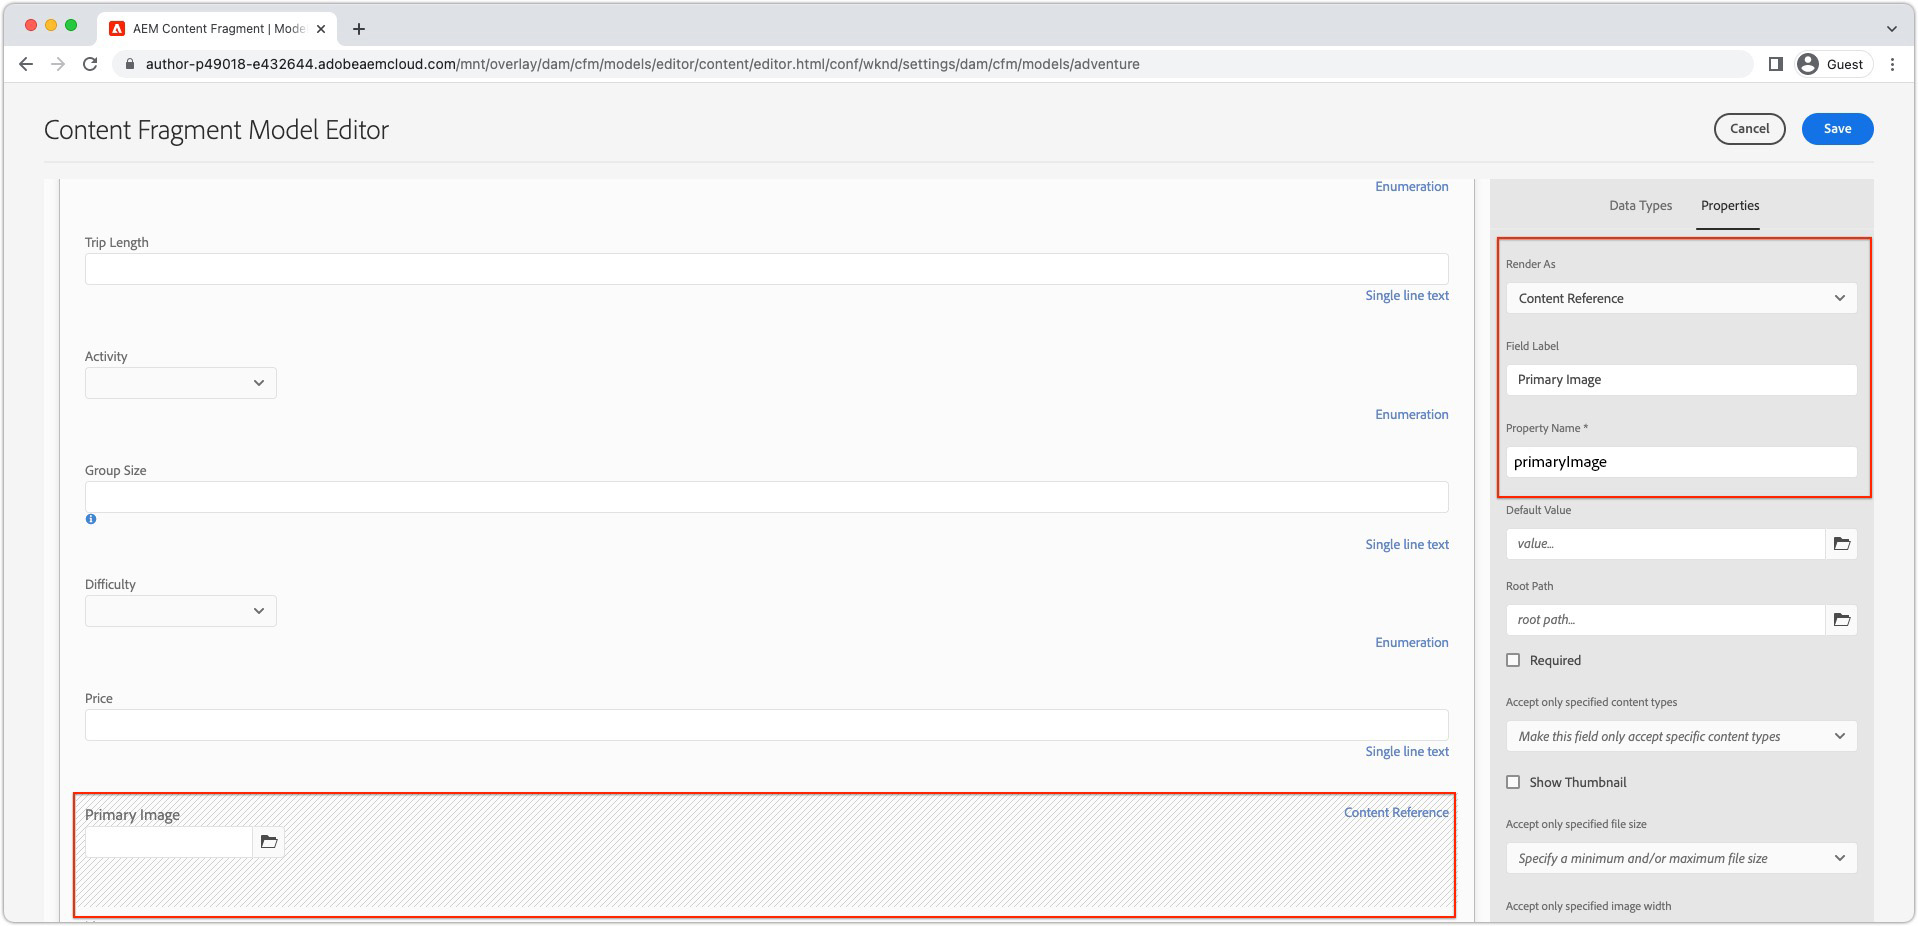 AEM Content Fragment | Mode
author-p49018-e432644.adobeaemcloud.com/mnt/overlay/dam/cfm/models/editor/content/editor.html/conf/wknd/settings/dam/cfm/models/adventure
Guest
Content Fragment Model Editor
Cancel
Save
Enumeration
Trip Length
Single line text
Activity
Enumeration
Group Size
Single line text
Difficulty
Enumeration
Price
Single line text
Primary Image
Content Reference
Data Types
Properties
Render As
Content Reference
Field Label
Primary Image
Property Name *
primaryImage
Default Value
value...
Root Path
root path...
Required
Accept only specified content types
Make this field only accept specific content types
Show Thumbnail
Accept only specified file size
Specify a minimum and/or maximum file size
Accept only specified image width